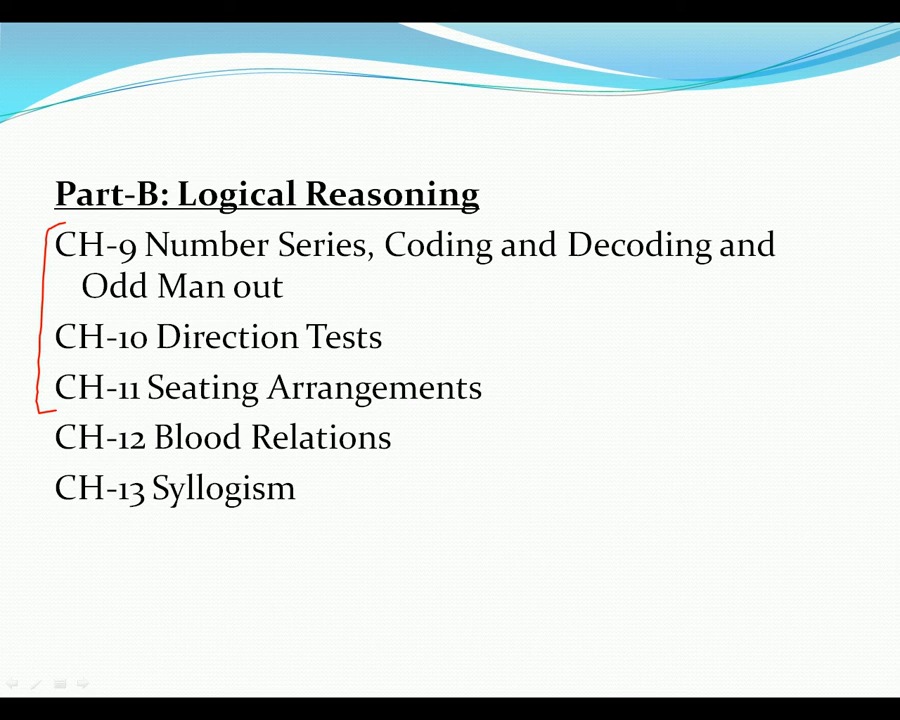 Part-B: Logical Reasoning
CH-9 Number Series, Coding and Decoding and
Odd Man out
CH-10 Direction Tests
CH-11 Seating Arrangements
CH-12 Blood Relations
CH-13 Syllogism